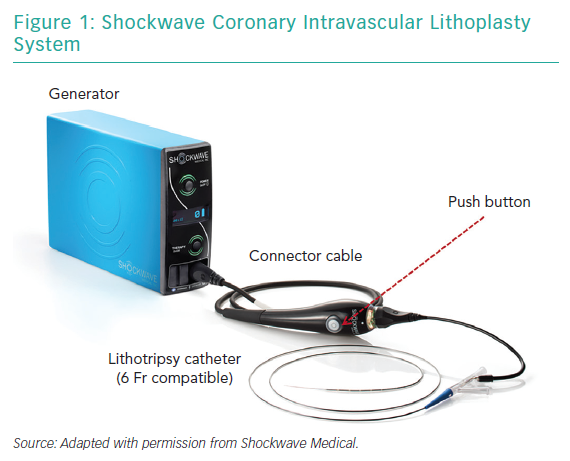 Figure 1: Shockwave Coronary Intravascular Lithoplasty
System
Generator
SHOCKWAVE
Push button
Connector cable
SHOCKWAVE
Lithotripsy catheter
(6 Fr compatible)
Source: Adapted with permission from Shockwave Medical.